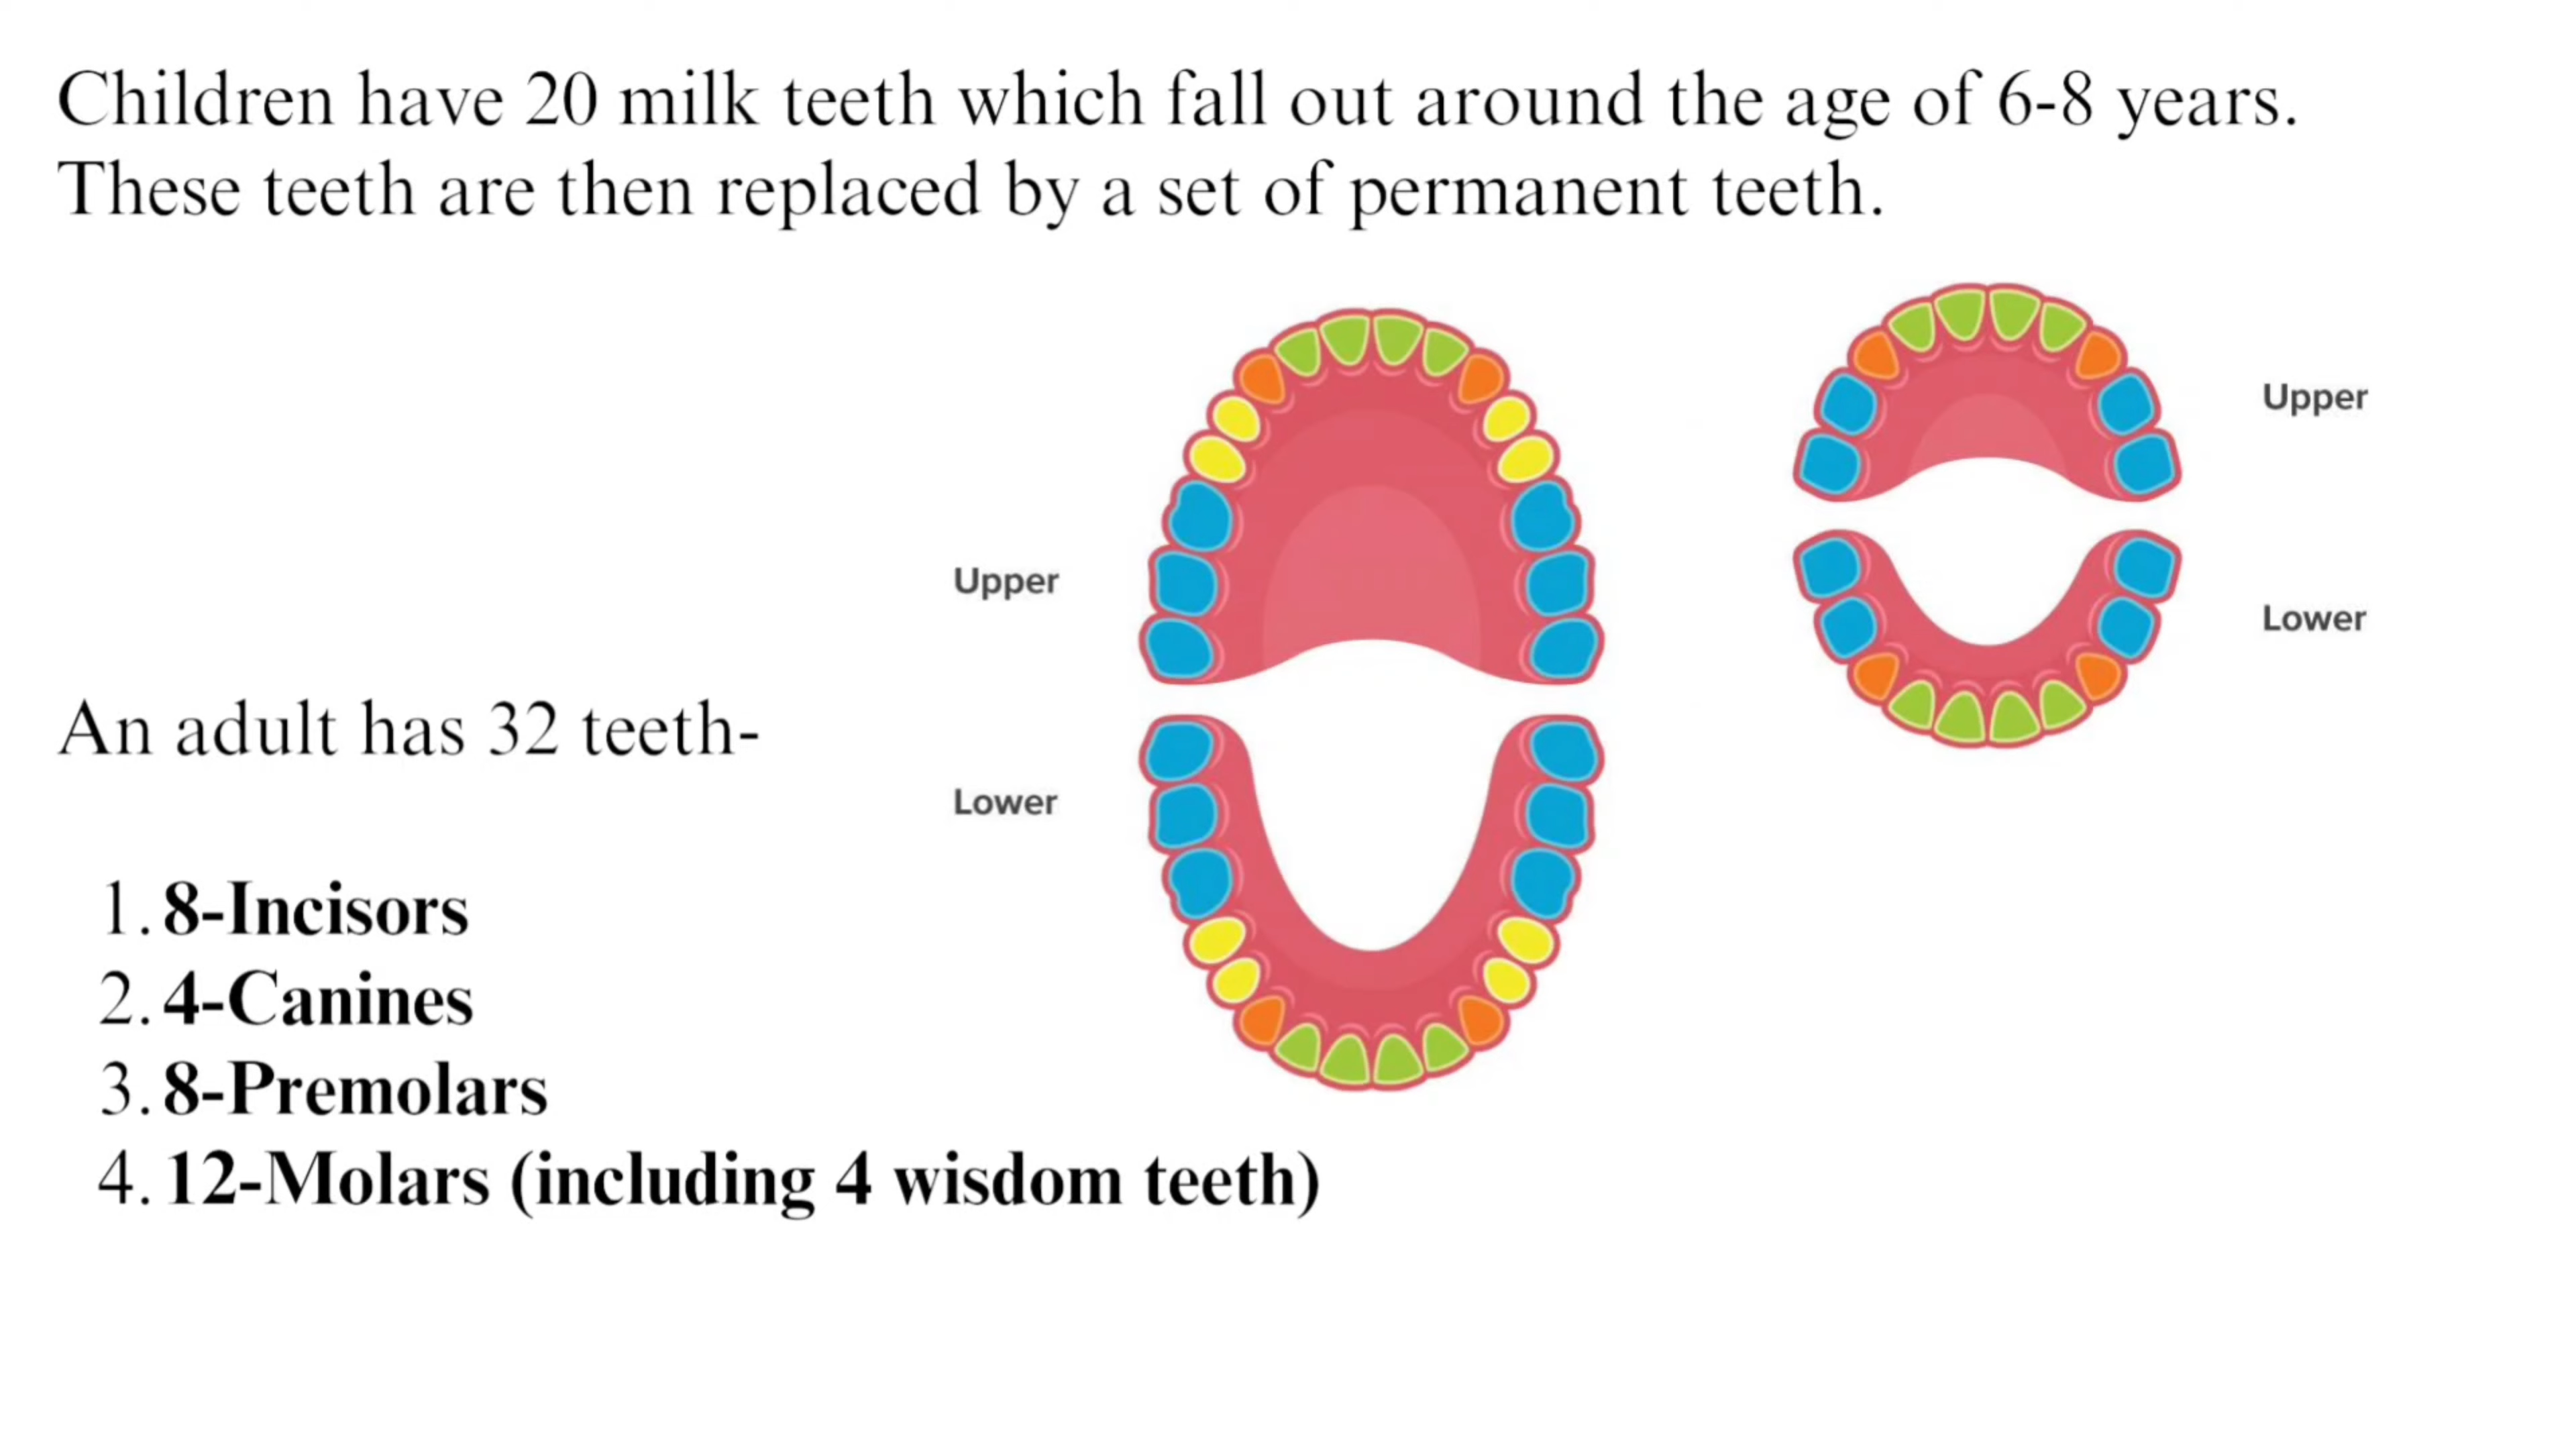 Children have 20 milk teeth which fall out around the age of 6-8 years.
These teeth are then replaced by a set of permanent teeth.
Upper
Lower
Upper
Lower
An adult has 32 teeth-
1. 8-Incisors
2. 4-Canines
3. 8-Premolars
4. 12-Molars (including 4 wisdom teeth)